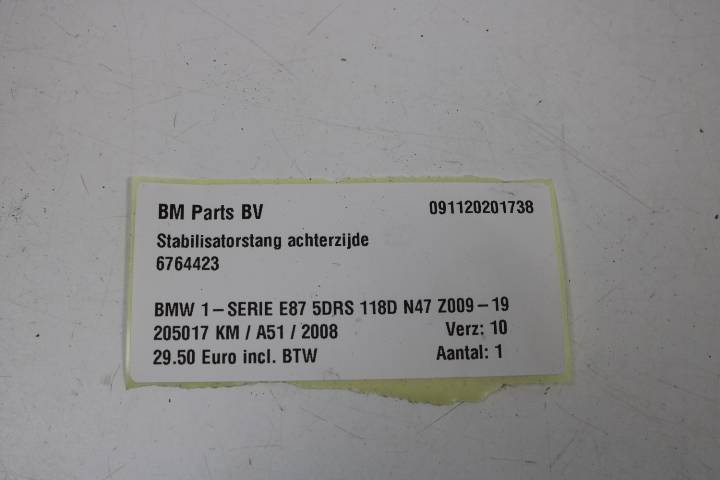 BM Parts BV 091120201738
Stabilisatorstang achterzijde
6764423
BMW 1-SERIE E87 5DRS 118D N47 Z009-19
205017 KM / A51 / 2008 Verz: 10
29.50 Euro incl. BTW Aantal: 1